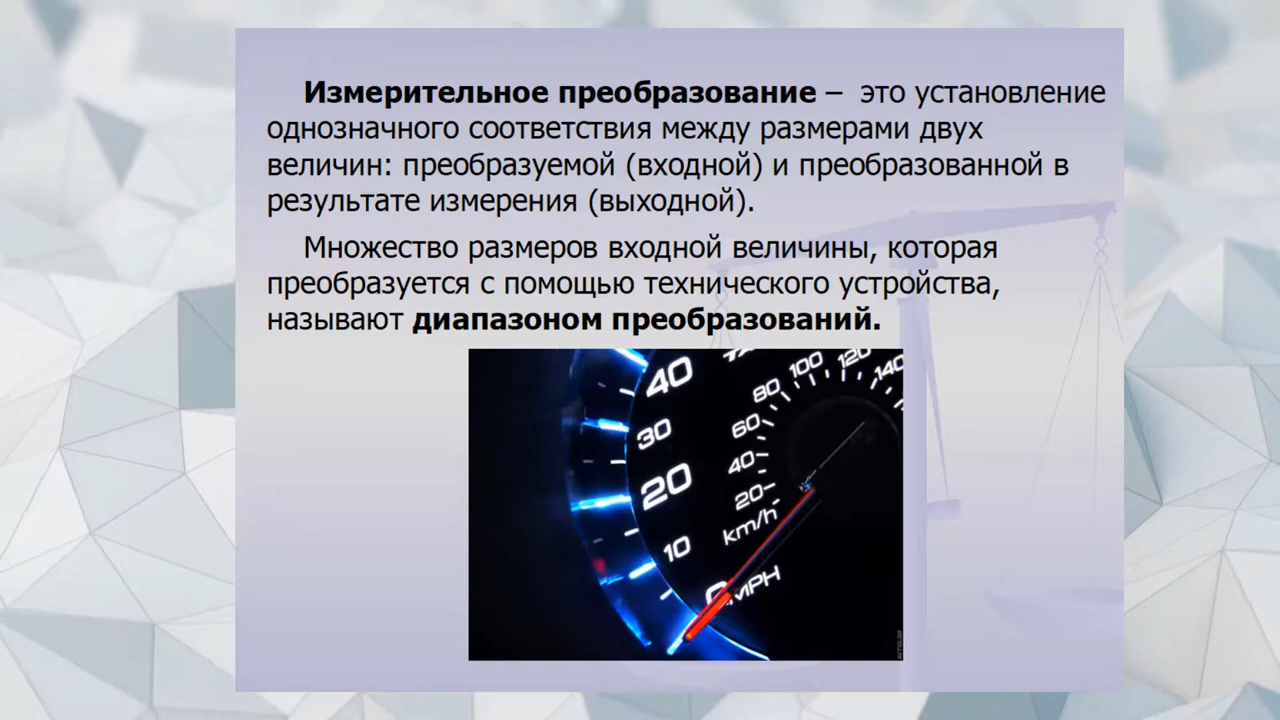 Измерительное преобразование – это установление
однозначного соответствия между размерами двух
величин: преобразуемой (входной) и преобразованной в
результате измерения (выходной).
Множество размеров входной величины, которая
преобразуется с помощью технического устройства,
называют диапазоном преобразований.
40
30
20
10
0
MPH
140
120
100
80
60
40
20
km/h